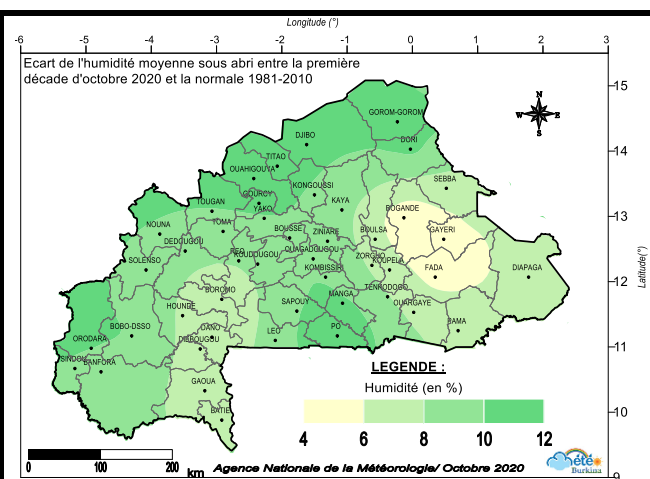 Longitude (°)
-6 -5 -4 -3 -2 -1 0 1 2 3
Ecart de l'humidité moyenne sous abri entre la première
décade d'octobre 2020 et la normale 1981-2010
15
N
W E
S
GOROM-GOROM
DJIBO
DORI
14
TITAO
OUAHIGOUYA
SEBBA
KONGOUSSI
GOURCY
TOUGAN
KAYA
YAKO
BOGANDE
13
NOUNA
TOMA
BOUSSE
ZINIARE
BOULSA
GAYERI
DEDOUGOU
OUAGADOUGOU
KOUDOUGOU
ZORGHO
SOLENSO
KOMBISSIRI
KOUPELA
FADA
DIAPAGA
12
Latitude(°)
BOROMO
TENKODOGO
MANGA
HOUNDE
SAPOUY
OUARGAYE
BOBO-DSSO
PAMA
DANO
LEO
PO
ORODARA
DIEBOUGOU
11
SINDOU
BANFORA
LEGENDE :
GAOUA
Humidité (en %)
BATIE
10
4 6 8 10 12
0 100 200
km
Agence Nationale de la Météorologie/ Octobre 2020
météo
Burkina
9